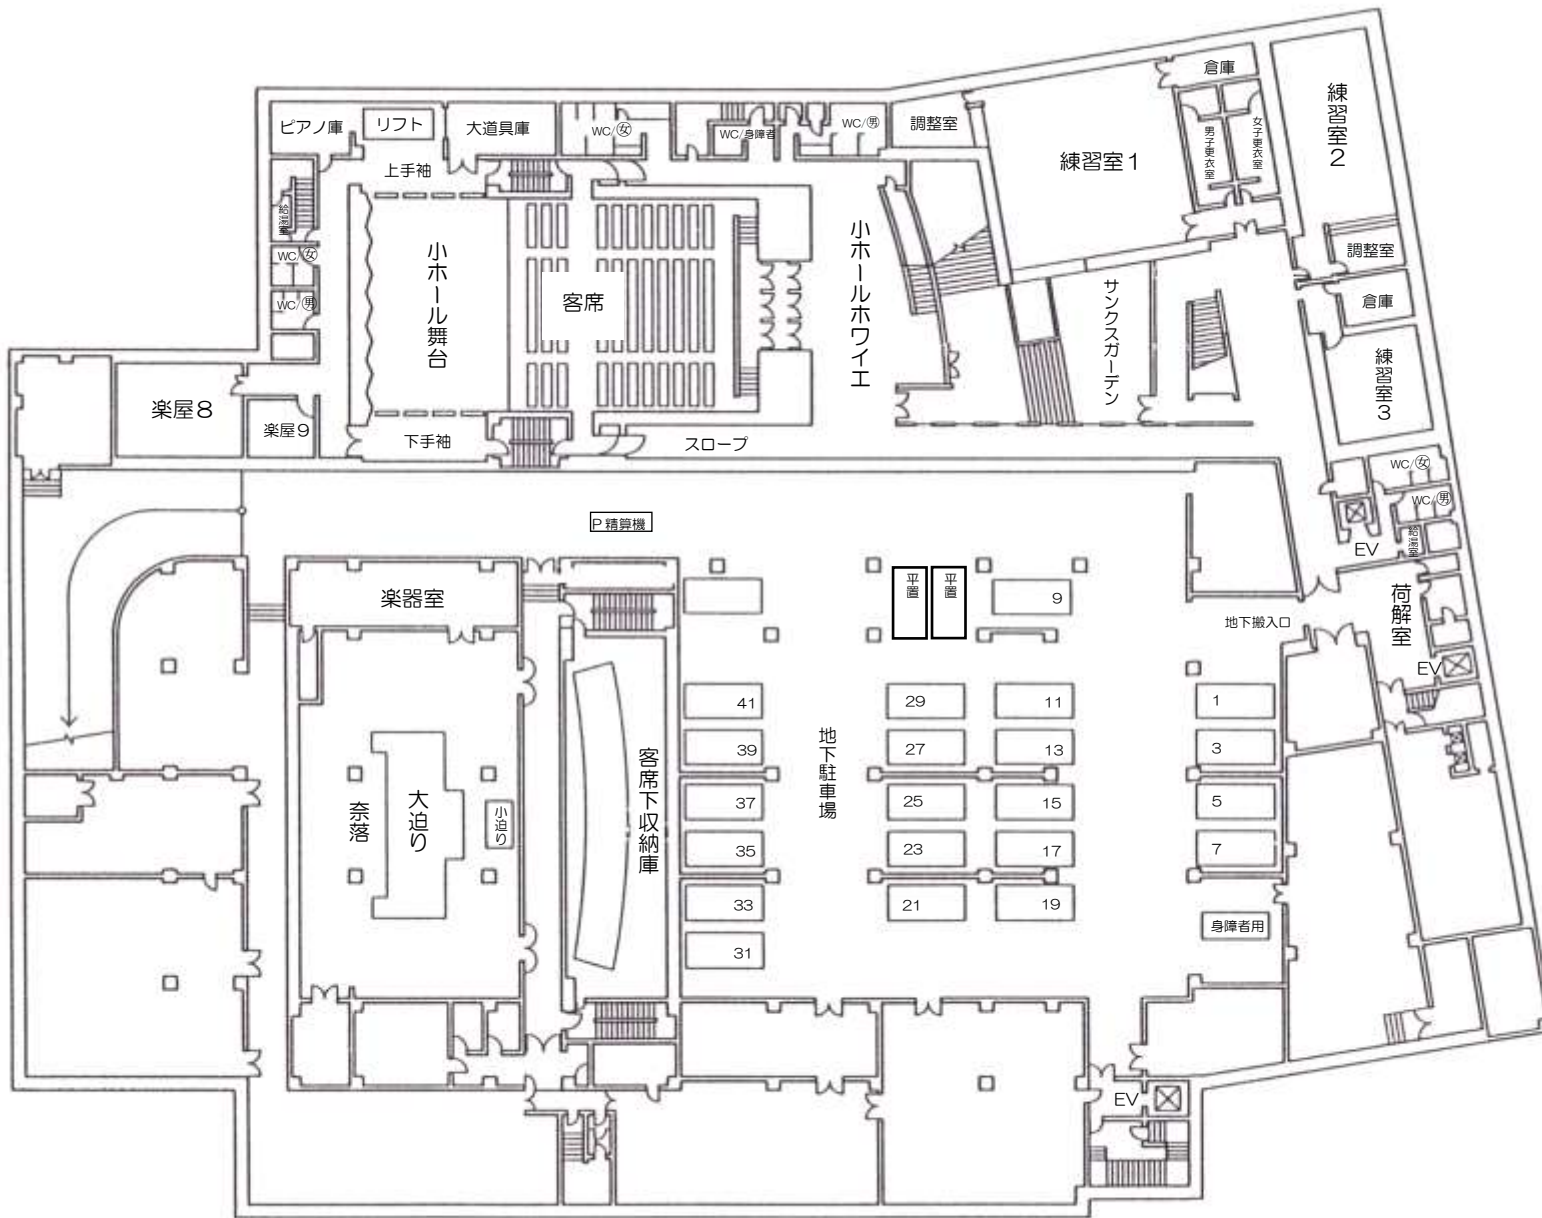 倉庫
練習室2
ピアノ庫
リフト
大道具庫
WC/女
WC/身障者
WC/男
調整室
男子更衣室
女子更衣室
練習室1
上手袖
給湯室
WC/女
WC/男
小ホール舞台
客席
小ホールホワイエ
サンクスガーデン
調整室
倉庫
練習室3
楽屋8
楽屋9
下手袖
スロープ
WC/女
WC/男
給湯室
EV
P 精算機
楽器室
平置
平置
9
地下搬入口
荷解室
EV
41
29
11
1
39
27
13
3
地下駐車場
客席下収納庫
奈落
大迫り
小迫り
37
25
15
5
35
23
17
7
33
21
19
身障者用
31
EV